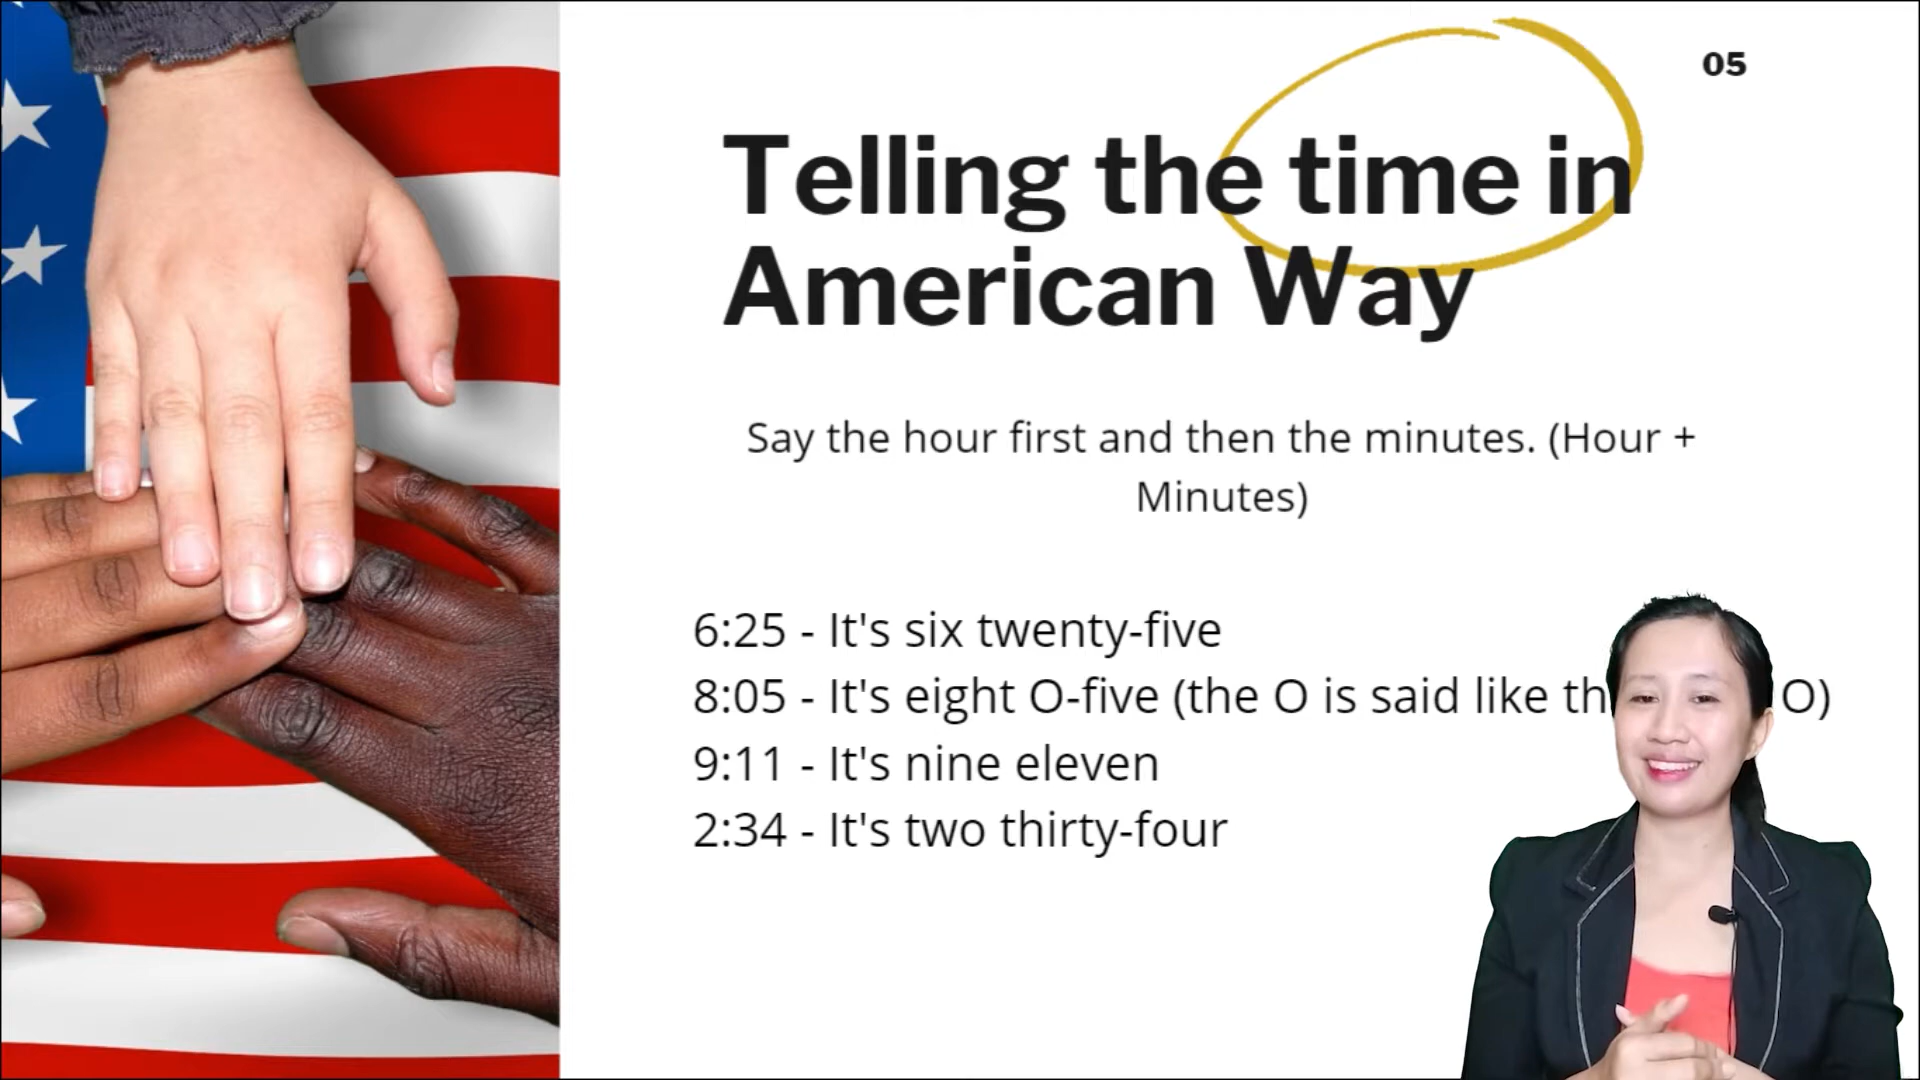 05
Telling the time in
American Way
Say the hour first and then the minutes. (Hour +
Minutes)
6:25 - It's six twenty-five
8:05 - It's eight O-five (the O is said like O)
9:11 - It's nine eleven
2:34 - It's two thirty-four